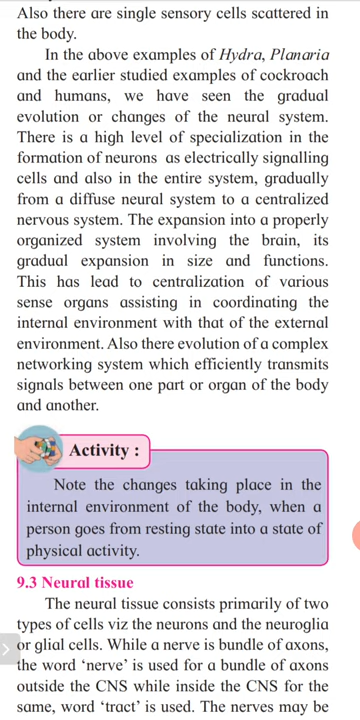 Also there are single sensory cells scattered in
the body.
In the above examples of Hydra, Planaria
and the earlier studied examples of cockroach
and humans, we have seen the gradual
evolution or changes of the neural system.
There is a high level of specialization in the
formation of neurons as electrically signalling
cells and also in the entire system, gradually
from a diffuse neural system to a centralized
nervous system. The expansion into a properly
organized system involving the brain, its
gradual expansion in size and functions.
This has lead to centralization of various
sense organs assisting in coordinating the
internal environment with that of the external
environment. Also there evolution of a complex
networking system which efficiently transmits
signals between one part or organ of the body
and another.
Activity :
Note the changes taking place in the
internal environment of the body, when a
person goes from resting state into a state of
physical activity.
9.3 Neural tissue
The neural tissue consists primarily of two
types of cells viz the neurons and the neuroglia
or glial cells. While a nerve is bundle of axons,
the word ‘nerve’ is used for a bundle of axons
outside the CNS while inside the CNS for the
same, word ‘tract’ is used. The nerves may be